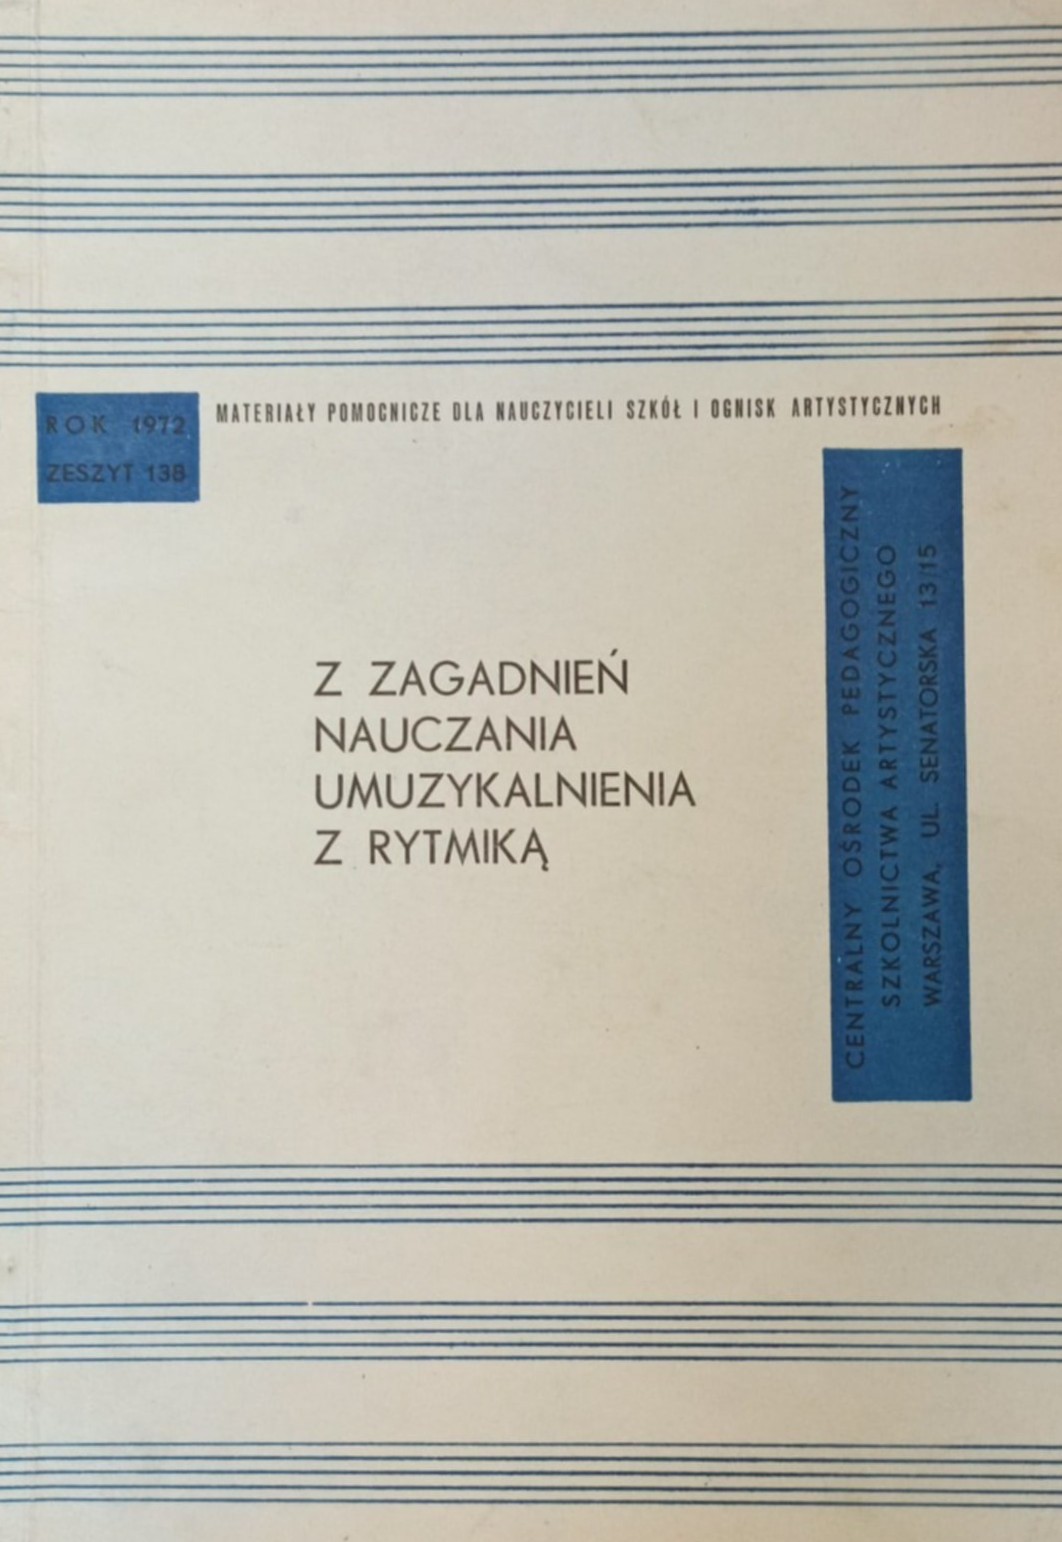 ROK 1972
ZESZYT 138
MATERIAŁY POMOCNICZE DLA NAUCZYCIELI SZKÓŁ I OGNISK ARTYSTYCZNYCH
Z ZAGADNIEŃ
NAUCZANIA
UMUZYKALNIENIA
Z RYTMIKĄ
CENTRALNY OŚRODEK PEDAGOGICZNY
SZKOLNICTWA ARTYSTYCZNEGO
WARSZAWA, UL. SENATORSKA 13/15